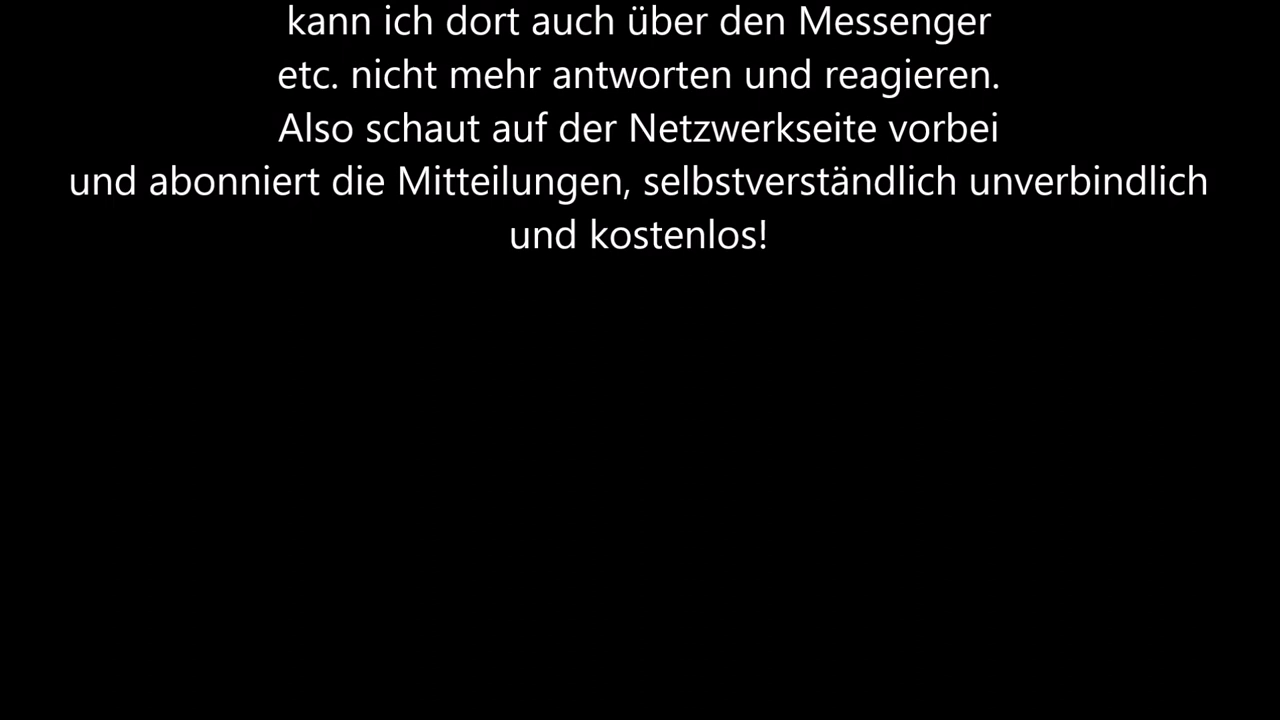 kann ich dort auch über den Messenger
etc. nicht mehr antworten und reagieren.
Also schaut auf der Netzwerkseite vorbei
und abonniert die Mitteilungen, selbstverständlich unverbindlich
und kostenlos!